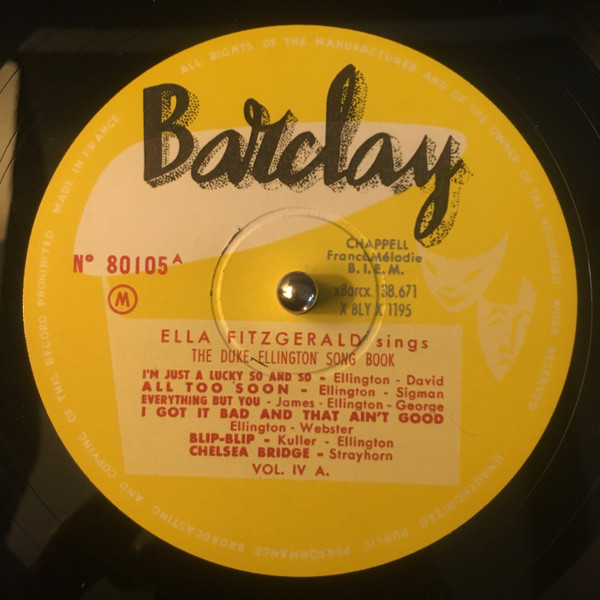 ALL RIGHTS OF THE MANUFACTURER AND OF THE OWNER OF THE RECORDED WORK RESERVED
UNAUTHORIZED PUBLIC PERFORMANCE BROADCASTING AND COPYING OF THIS RECORD PROHIBITED - MADE IN FRANCE
Barclay
Nº 80105 A
M
CHAPPELL
France Mélodie
B. I. E. M.
xBarcx. 38.671
X BLY X 1195
ELLA FITZGERALD sings
THE DUKE ELLINGTON SONG BOOK
I'M JUST A LUCKY SO AND SO - Ellington - David
ALL TOO SOON - Ellington - Sigman
EVERYTHING BUT YOU - James - Ellington - George
I GOT IT BAD AND THAT AIN'T GOOD
Ellington - Webster
BLIP-BLIP - Kuller - Ellington
CHELSEA BRIDGE - Strayhorn
VOL. IV A.